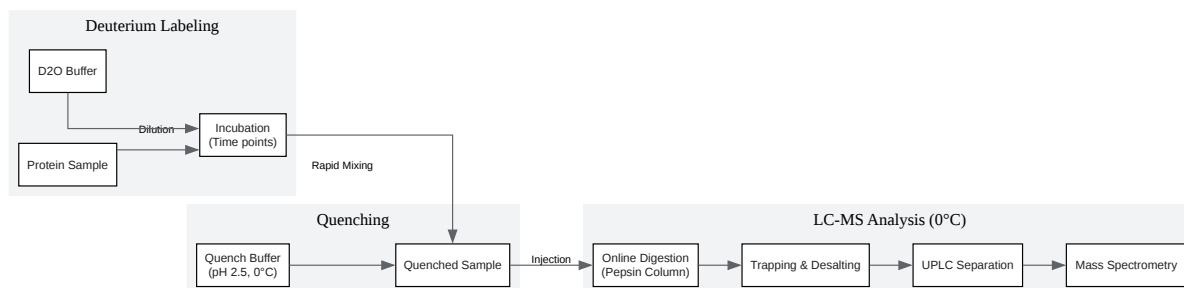 Deuterium Labeling
D2O Buffer
Dilution
Incubation
(Time points)
Protein Sample
Rapid Mixing
Quenching
Quench Buffer
(pH 2.5, 0°C)
Quenched Sample
Injection
LC-MS Analysis (0°C)
Online Digestion
(Pepsin Column)
Trapping & Desalting
UPLC Separation
Mass Spectrometry